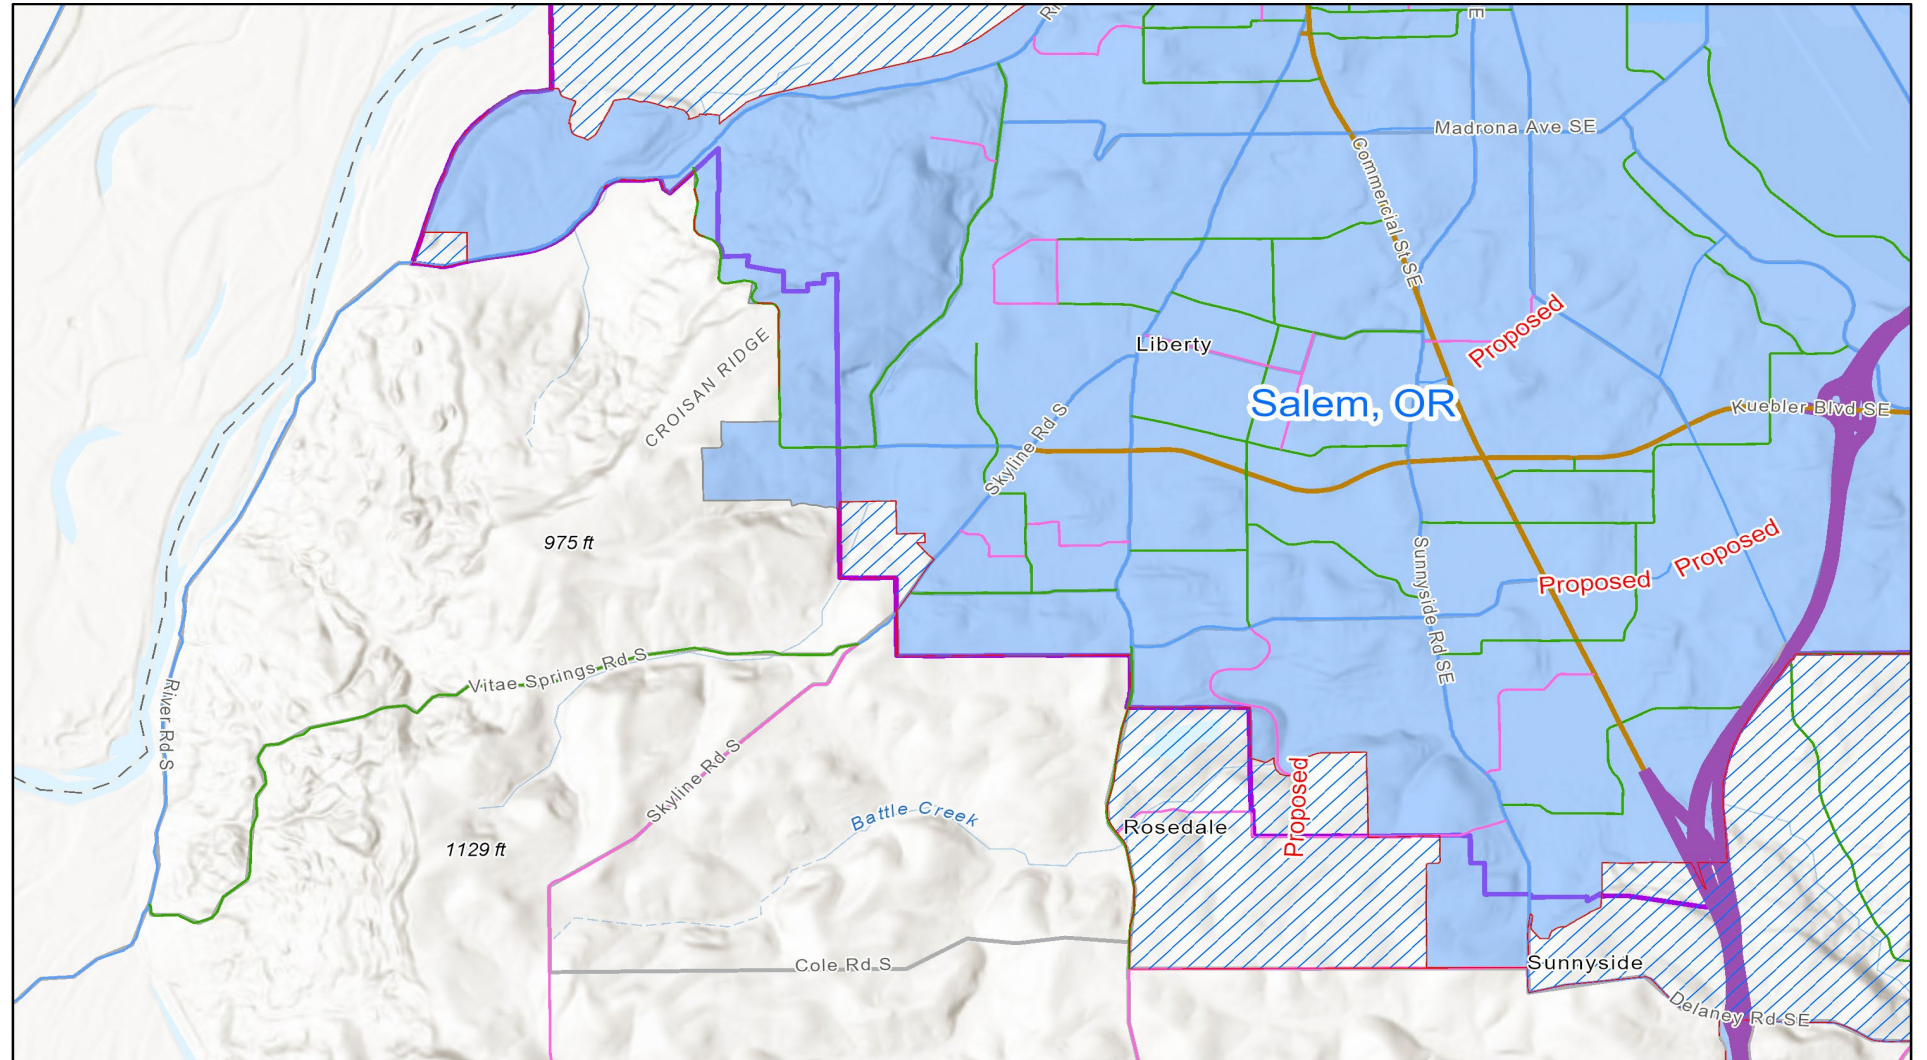 E
Madrona Ave SE
Commercial St SE
Proposed
Liberty
CROISAN RIDGE
Salem, OR
Kuebler Blvd SE
Skyline Rd S
975 ft
Proposed
Proposed
Sunnyside Rd SE
Vitae Springs Rd S
River Rd S
Skyline Rd S
Battle Creek
Rosedale
Proposed
1129 ft
Cole Rd S
Sunnyside
Delaney Rd SE